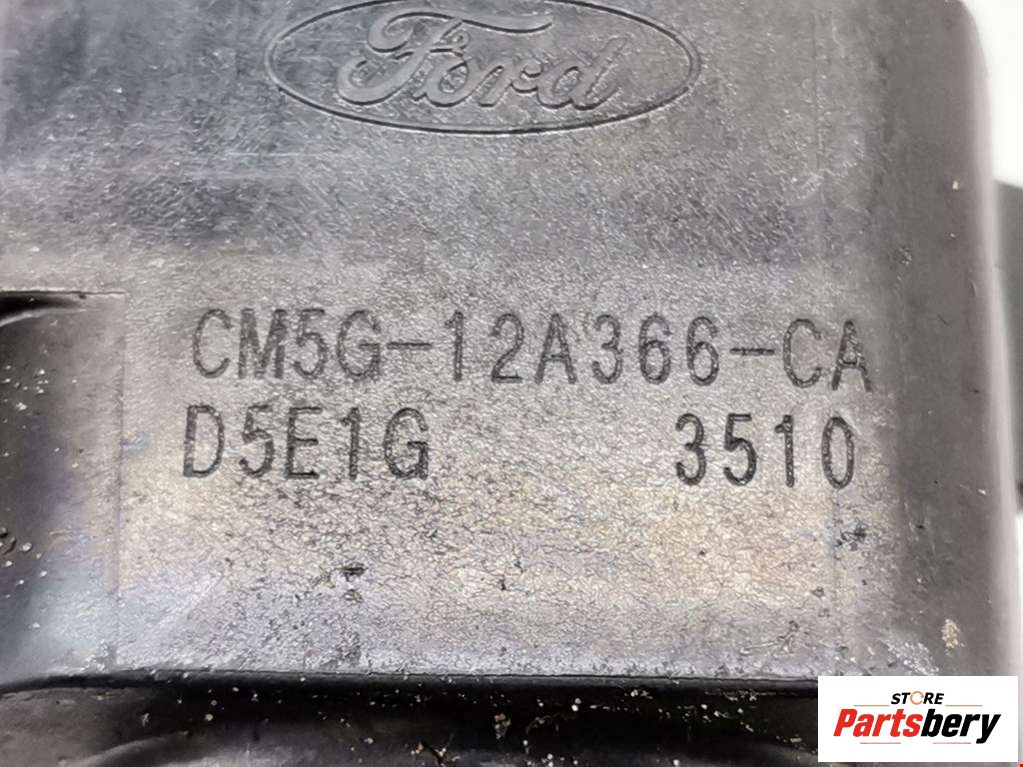 Ford
CM5G-12A366-CA
D5E1G 3510
STORE
Partsbery